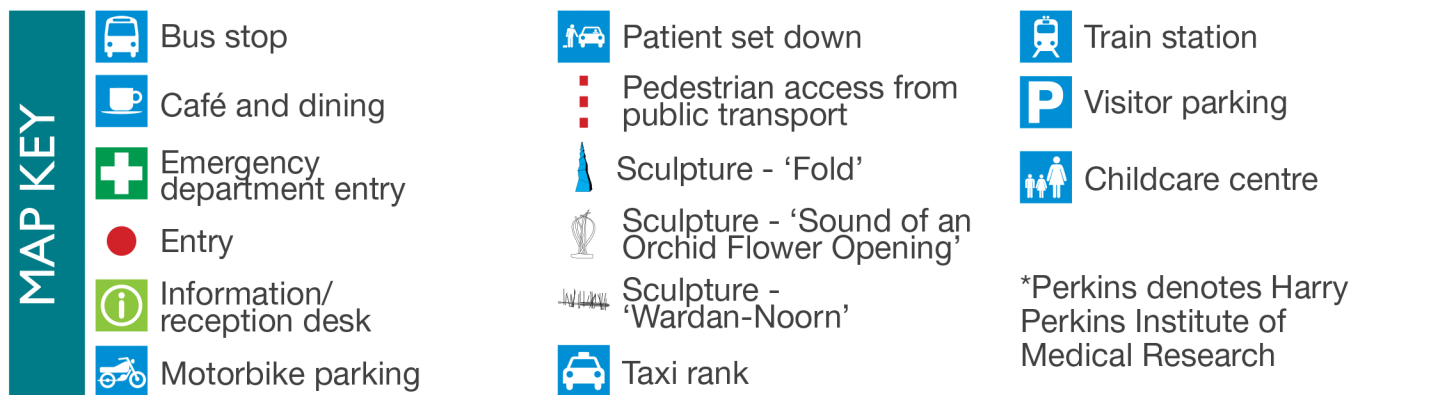 MAP KEY
Bus stop
Café and dining
Emergency
department entry
Entry
Information/
reception desk
Motorbike parking
Patient set down
Pedestrian access from
public transport
Sculpture - ‘Fold’
Sculpture - ‘Sound of an
Orchid Flower Opening’
Sculpture -
‘Wardan-Noorn’
Taxi rank
Train station
P
Visitor parking
Childcare centre
*Perkins denotes Harry
Perkins Institute of
Medical Research